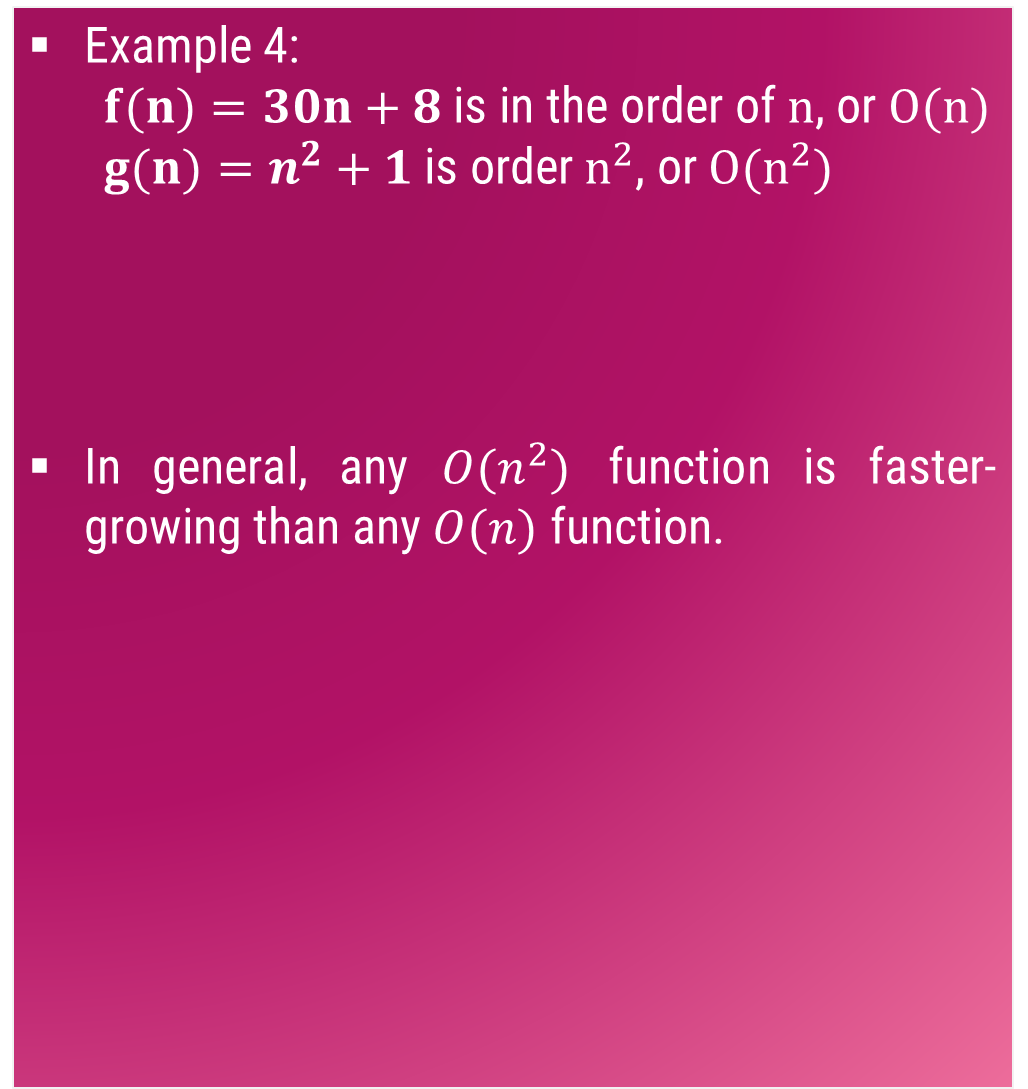 ▪ Example 4:
f(n) = 30n + 8 is in the order of n, or O(n)
g(n) = n² + 1 is order n², or O(n²)
▪ In general, any O(n²) function is faster-
growing than any O(n) function.